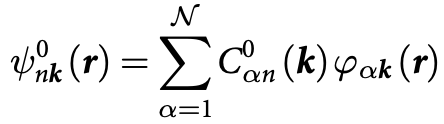 ψ⁰ₙ𝒌(𝒓) = ∑_{α=1}^{𝒩} C⁰_{αn}(𝒌) φ_{α𝒌}(𝒓)